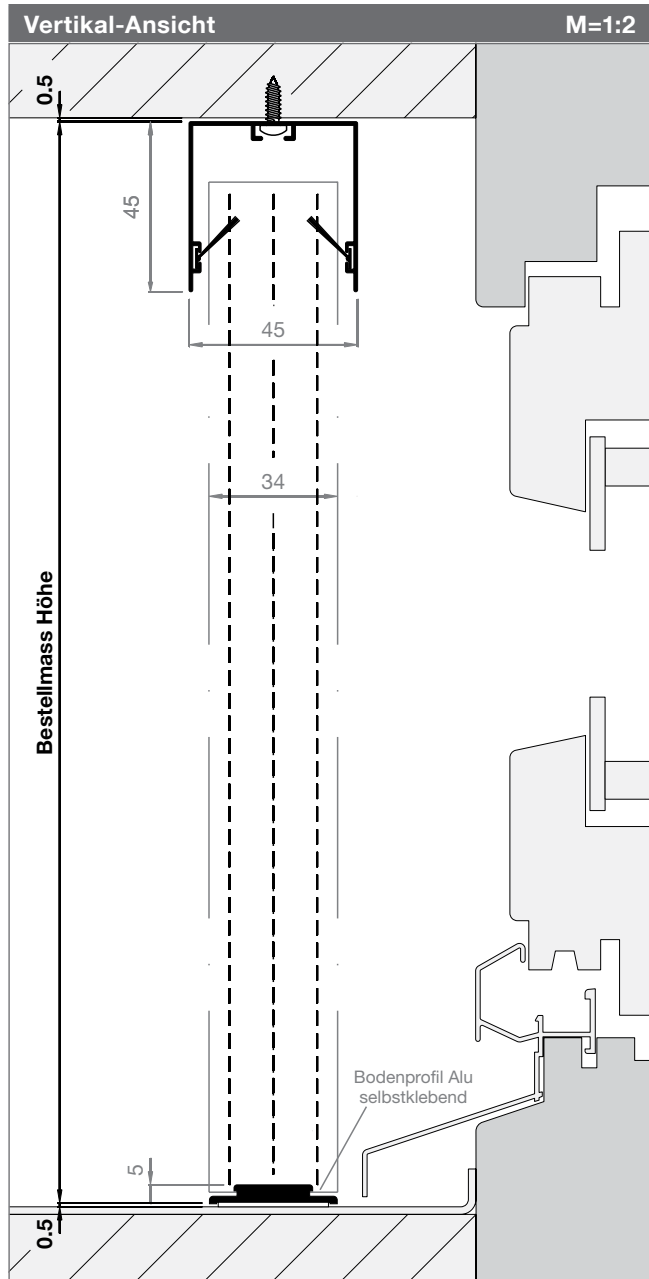 Vertikal-Ansicht M=1:2
0.5
45
45
34
Bestellmass Höhe
Bodenprofil Alu
selbstklebend
5
0.5